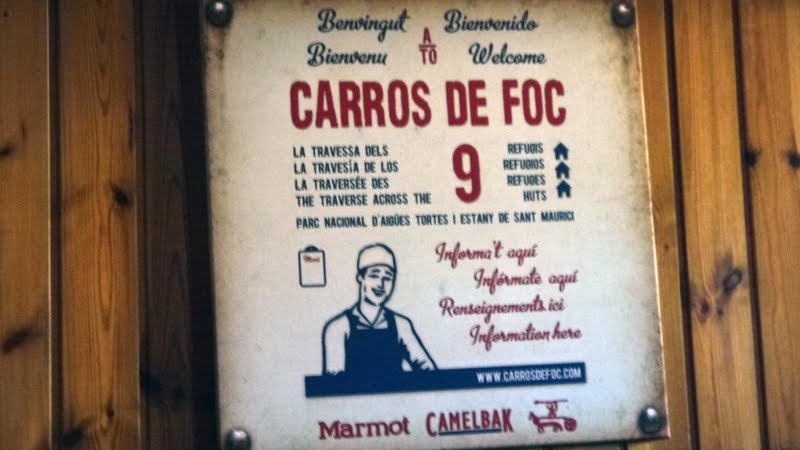 Benvingut A Bienvenido
Bienvenu TO Welcome
CARROS DE FOC
LA TRAVESSA DELS 9 REFUGIS
LA TRAVESÍA DE LOS REFUGIOS
LA TRAVERSÉE DES REFUGES
THE TRAVERSE ACROSS THE HUTS
PARC NACIONAL D'AIGÜES TORTES I ESTANY DE SANT MAURICI
Menú
Informa't aquí
Infórmate aquí
Renseignements ici
Information here
WWW.CARROSDEFOC.COM
Marmot CAMELBAK